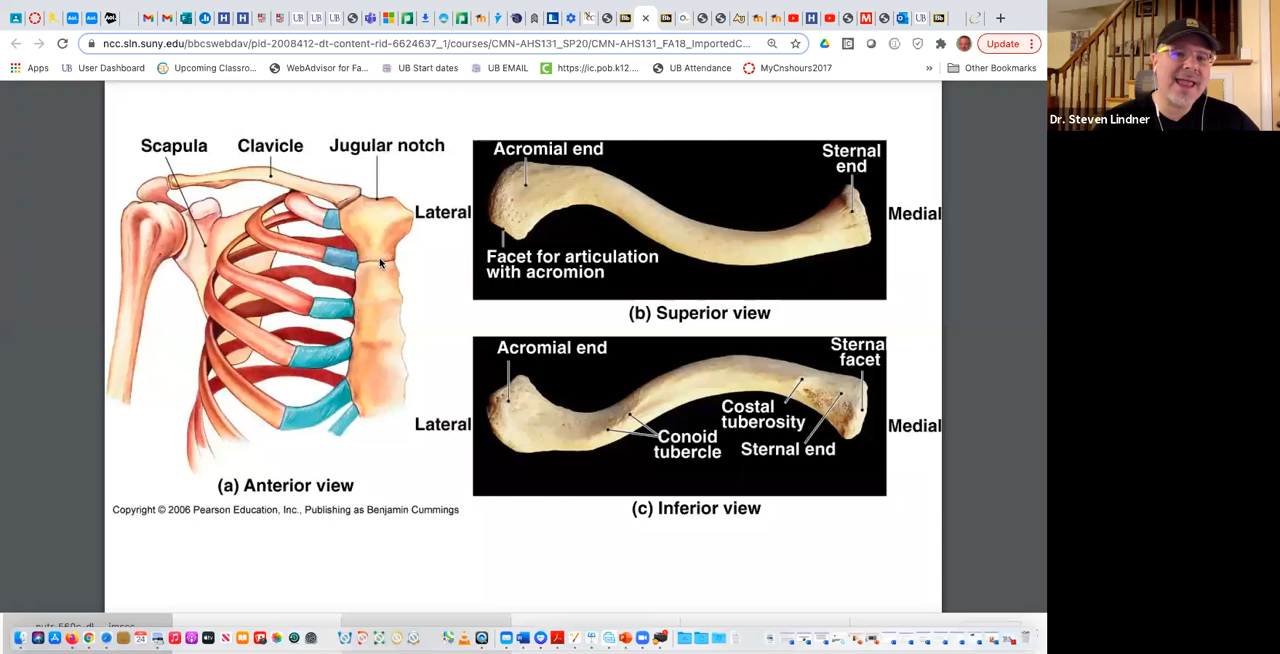 ncc.sln.suny.edu/bbcswebdav/pid-2008412-dt-content-rid-6624637_1/courses/CMN-AHS131_SP20/CMN-AHS131_FA18_ImportedC...
Update
Apps
UB User Dashboard
Upcoming Classro...
WebAdvisor for Fa...
UB UB Start dates
UB UB EMAIL
https://ic.pob.k12....
UB Attendance
MyCnshours2017
»
Other Bookmarks
Dr. Steven Lindner
Scapula
Clavicle
Jugular notch
(a) Anterior view
Copyright © 2006 Pearson Education, Inc., Publishing as Benjamin Cummings
Acromial end
Sternal
end
Lateral
Medial
Facet for articulation
with acromion
(b) Superior view
Acromial end
Sterna
facet
Costal
tuberosity
Lateral
Medial
Conoid
tubercle
Sternal end
(c) Inferior view